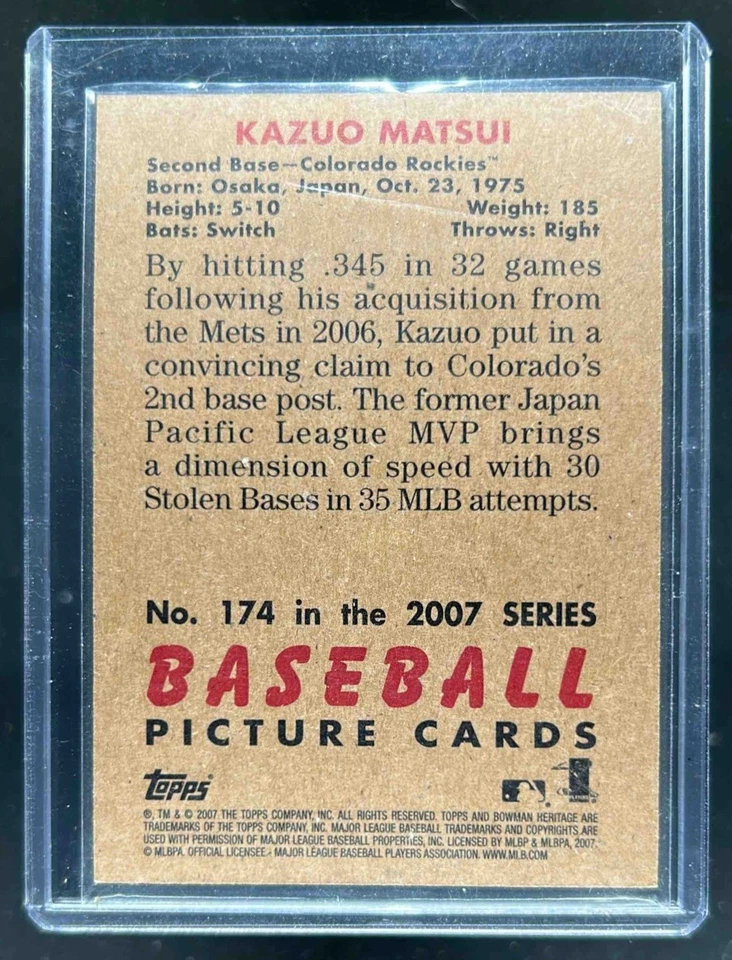 KAZUO MATSUI
Second Base—Colorado Rockies™
Born: Osaka, Japan, Oct. 23, 1975
Height: 5-10 Weight: 185
Bats: Switch Throws: Right
By hitting .345 in 32 games
following his acquisition from
the Mets in 2006, Kazuo put in a
convincing claim to Colorado's
2nd base post. The former Japan
Pacific League MVP brings
a dimension of speed with 30
Stolen Bases in 35 MLB attempts.
No. 174 in the 2007 SERIES
BASEBALL
PICTURE CARDS
topps
®, TM & © 2007 THE TOPPS COMPANY, INC. ALL RIGHTS RESERVED. TOPPS AND BOWMAN HERITAGE ARE
TRADEMARKS OF THE TOPPS COMPANY, INC. MAJOR LEAGUE BASEBALL TRADEMARKS AND COPYRIGHTS ARE
USED WITH PERMISSION OF MAJOR LEAGUE BASEBALL PROPERTIES, INC. LICENSED BY MLBP & MLBPA, 2007.
© MLBPA. OFFICIAL LICENSEE - MAJOR LEAGUE BASEBALL PLAYERS ASSOCIATION. WWW.MLB.COM